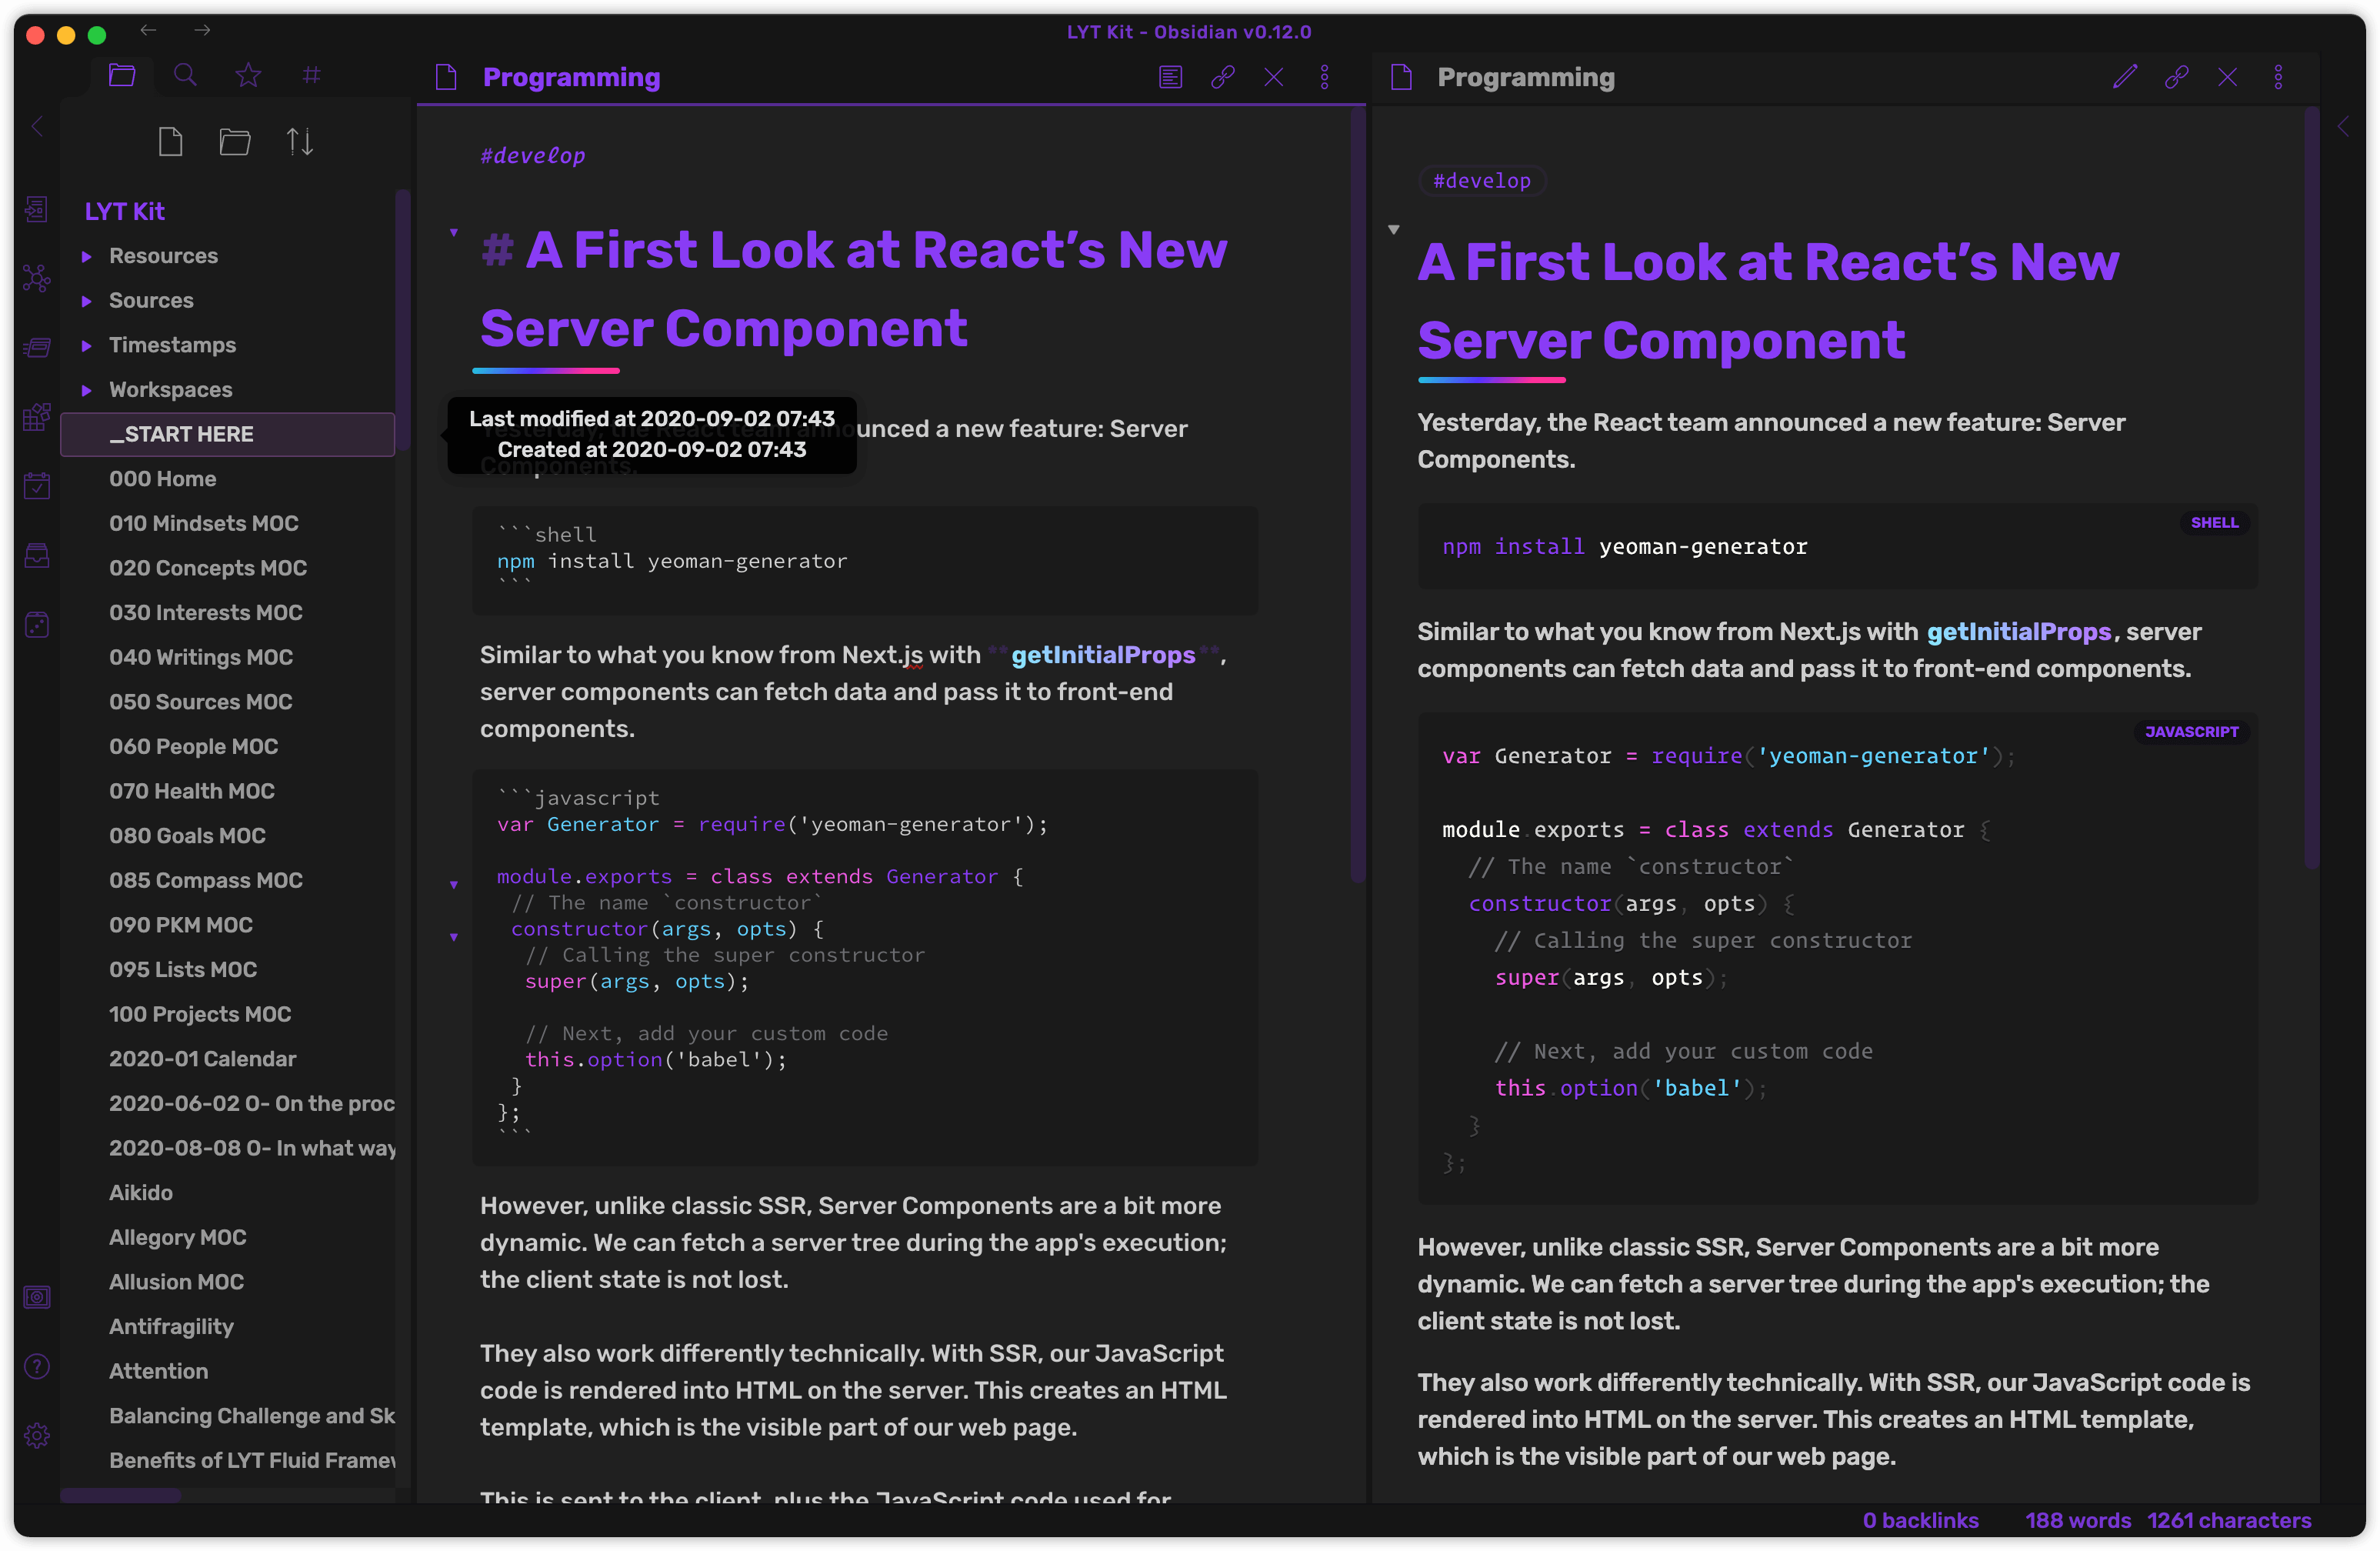 LYT Kit - Obsidian v0.12.0
LYT Kit
Resources
Sources
Timestamps
Workspaces
_START HERE
000 Home
010 Mindsets MOC
020 Concepts MOC
030 Interests MOC
040 Writings MOC
050 Sources MOC
060 People MOC
070 Health MOC
080 Goals MOC
085 Compass MOC
090 PKM MOC
095 Lists MOC
100 Projects MOC
2020-01 Calendar
2020-06-02 O- On the proc
2020-08-08 O- In what way
Aikido
Allegory MOC
Allusion MOC
Antifragility
Attention
Balancing Challenge and Sk
Benefits of LYT Fluid Framew
Programming
#develop
# A First Look at React’s New
Server Component
Last modified at 2020-09-02 07:43
Created at 2020-09-02 07:43
Yesterday, the React team announced a new feature: Server
Components.
```shell
npm install yeoman-generator
```
Similar to what you know from Next.js with **getInitialProps**,
server components can fetch data and pass it to front-end
components.
```javascript
var Generator = require('yeoman-generator');
module.exports = class extends Generator {
// The name `constructor`
constructor(args, opts) {
// Calling the super constructor
super(args, opts);
// Next, add your custom code
this.option('babel');
}
};
```
However, unlike classic SSR, Server Components are a bit more
dynamic. We can fetch a server tree during the app's execution;
the client state is not lost.
They also work differently technically. With SSR, our JavaScript
code is rendered into HTML on the server. This creates an HTML
template, which is the visible part of our web page.
This is sent to the client, plus the JavaScript code used for
Programming
#develop
A First Look at React’s New
Server Component
Yesterday, the React team announced a new feature: Server
Components.
SHELL
npm install yeoman-generator
Similar to what you know from Next.js with getInitialProps, server
components can fetch data and pass it to front-end components.
JAVASCRIPT
var Generator = require('yeoman-generator');
module.exports = class extends Generator {
// The name `constructor`
constructor(args, opts) {
// Calling the super constructor
super(args, opts);
// Next, add your custom code
this.option('babel');
}
};
However, unlike classic SSR, Server Components are a bit more
dynamic. We can fetch a server tree during the app's execution; the
client state is not lost.
They also work differently technically. With SSR, our JavaScript code is
rendered into HTML on the server. This creates an HTML template,
which is the visible part of our web page.
0 backlinks 188 words 1261 characters